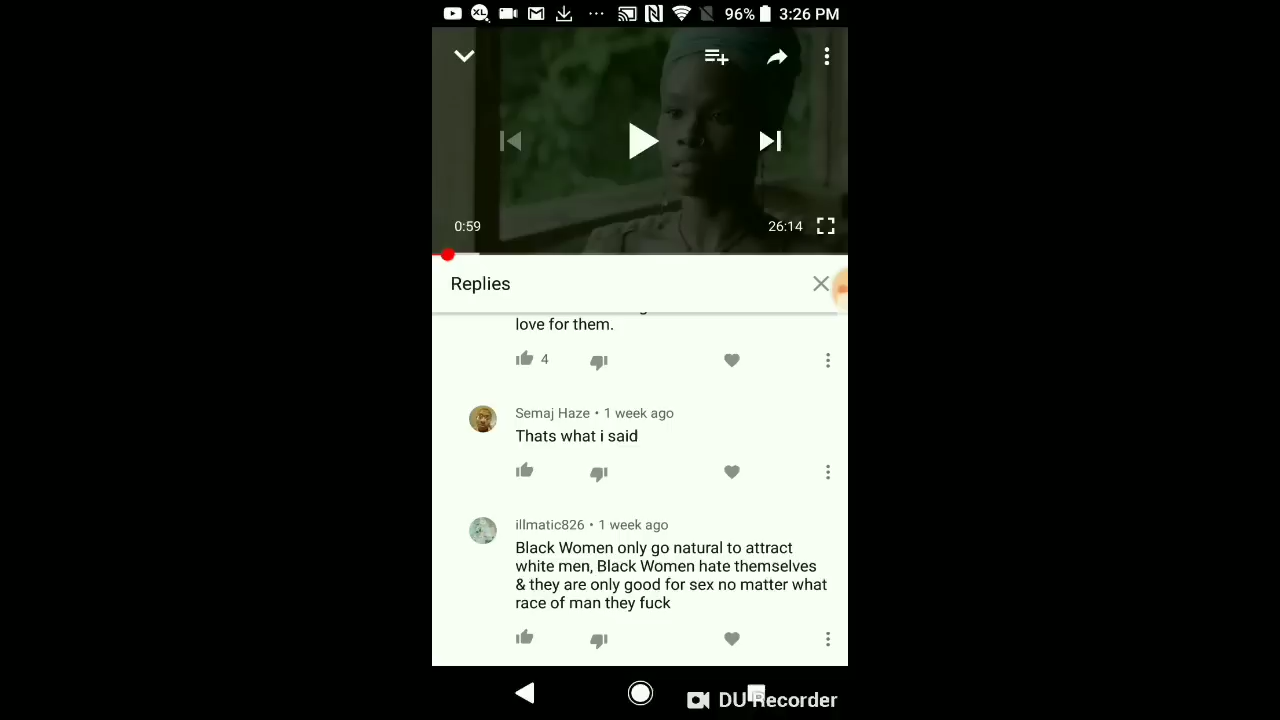 XL 96% 3:26 PM
0:59 26:14
Replies
love for them.
4
Semaj Haze • 1 week ago
Thats what i said
illmatic826 • 1 week ago
Black Women only go natural to attract
white men, Black Women hate themselves
& they are only good for sex no matter what
race of man they fuck
DU Recorder